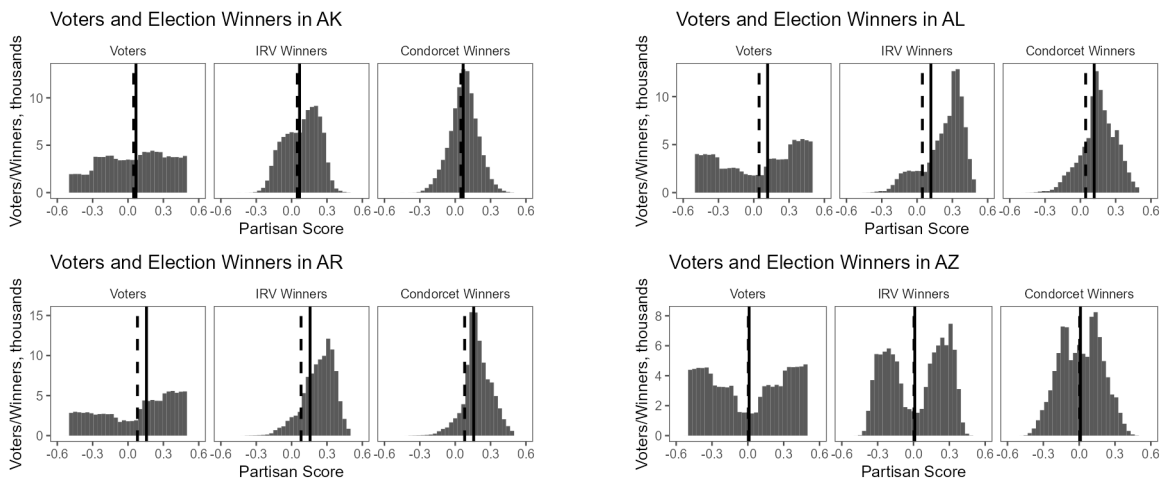 Voters and Election Winners in AK
Voters
IRV Winners
Condorcet Winners
Voters/Winners, thousands
10
5
0
-0.6 -0.3 0.0 0.3 0.6 -0.6 -0.3 0.0 0.3 0.6 -0.6 -0.3 0.0 0.3 0.6
Partisan Score
Voters and Election Winners in AL
Voters
IRV Winners
Condorcet Winners
Voters/Winners, thousands
10
5
0
-0.6 -0.3 0.0 0.3 0.6 -0.6 -0.3 0.0 0.3 0.6 -0.6 -0.3 0.0 0.3 0.6
Partisan Score
Voters and Election Winners in AR
Voters
IRV Winners
Condorcet Winners
Voters/Winners, thousands
15
10
5
0
-0.6 -0.3 0.0 0.3 0.6 -0.6 -0.3 0.0 0.3 0.6 -0.6 -0.3 0.0 0.3 0.6
Partisan Score
Voters and Election Winners in AZ
Voters
IRV Winners
Condorcet Winners
Voters/Winners, thousands
8
6
4
2
0
-0.6 -0.3 0.0 0.3 0.6 -0.6 -0.3 0.0 0.3 0.6 -0.6 -0.3 0.0 0.3 0.6
Partisan Score